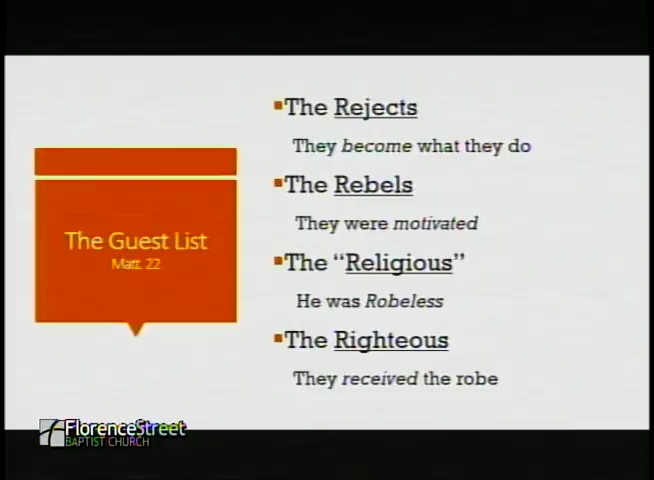 The Guest List
Matt. 22
The Rejects
They become what they do
The Rebels
They were motivated
The “Religious”
He was Robeless
The Righteous
They received the robe
FlorenceStreet
BAPTIST CHURCH